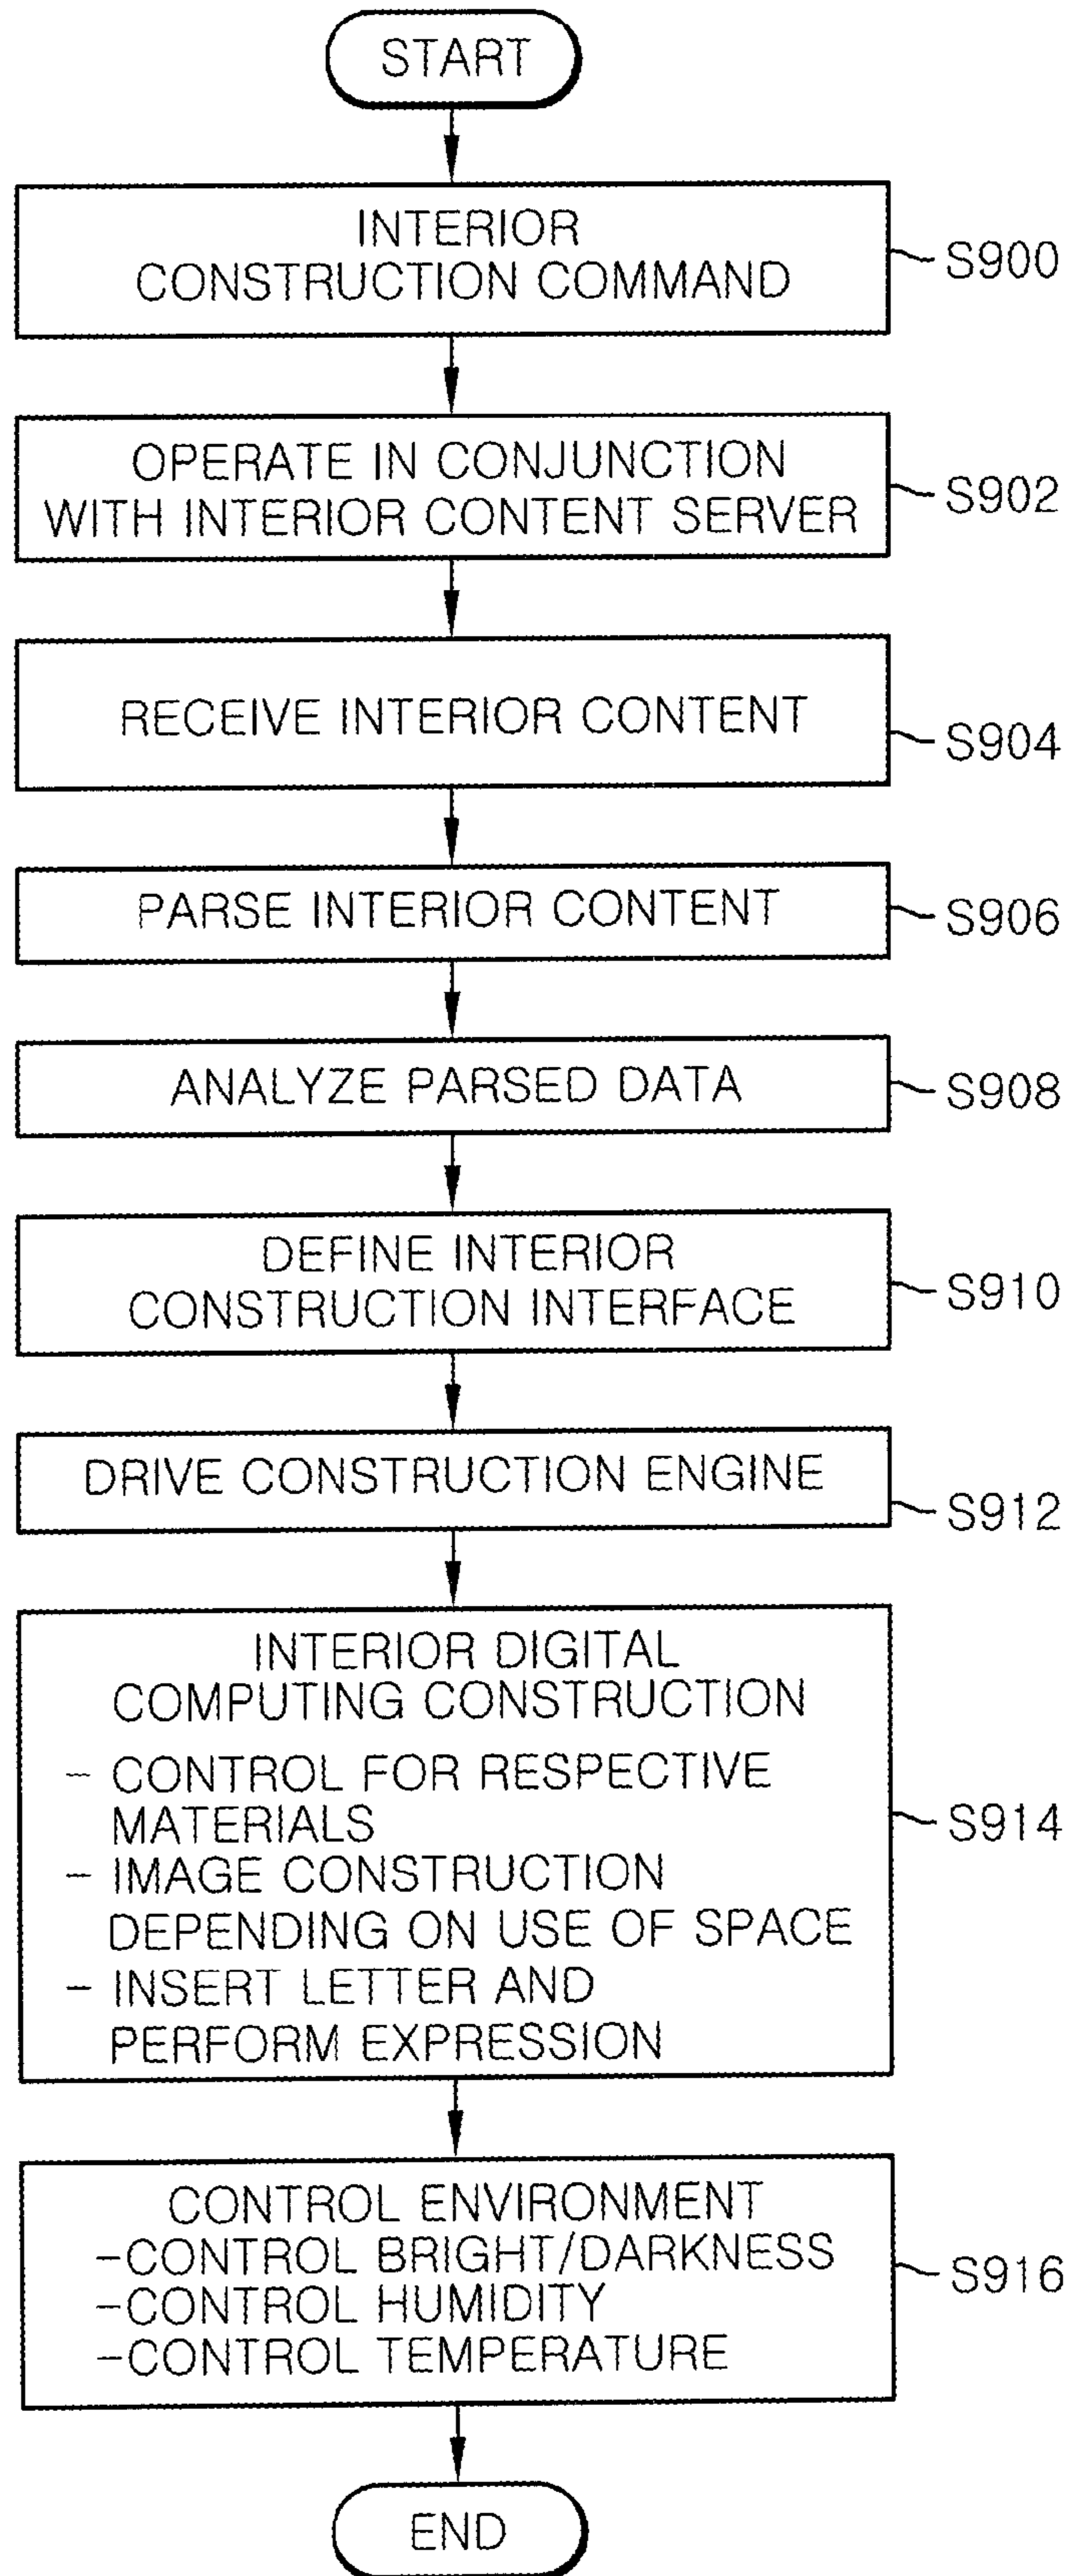 START
INTERIOR
CONSTRUCTION COMMAND
S900
OPERATE IN CONJUNCTION
WITH INTERIOR CONTENT SERVER
S902
RECEIVE INTERIOR CONTENT
S904
PARSE INTERIOR CONTENT
S906
ANALYZE PARSED DATA
S908
DEFINE INTERIOR
CONSTRUCTION INTERFACE
S910
DRIVE CONSTRUCTION ENGINE
S912
INTERIOR DIGITAL
COMPUTING CONSTRUCTION
- CONTROL FOR RESPECTIVE
MATERIALS
- IMAGE CONSTRUCTION
DEPENDING ON USE OF SPACE
- INSERT LETTER AND
PERFORM EXPRESSION
S914
CONTROL ENVIRONMENT
-CONTROL BRIGHT/DARKNESS
-CONTROL HUMIDITY
-CONTROL TEMPERATURE
S916
END